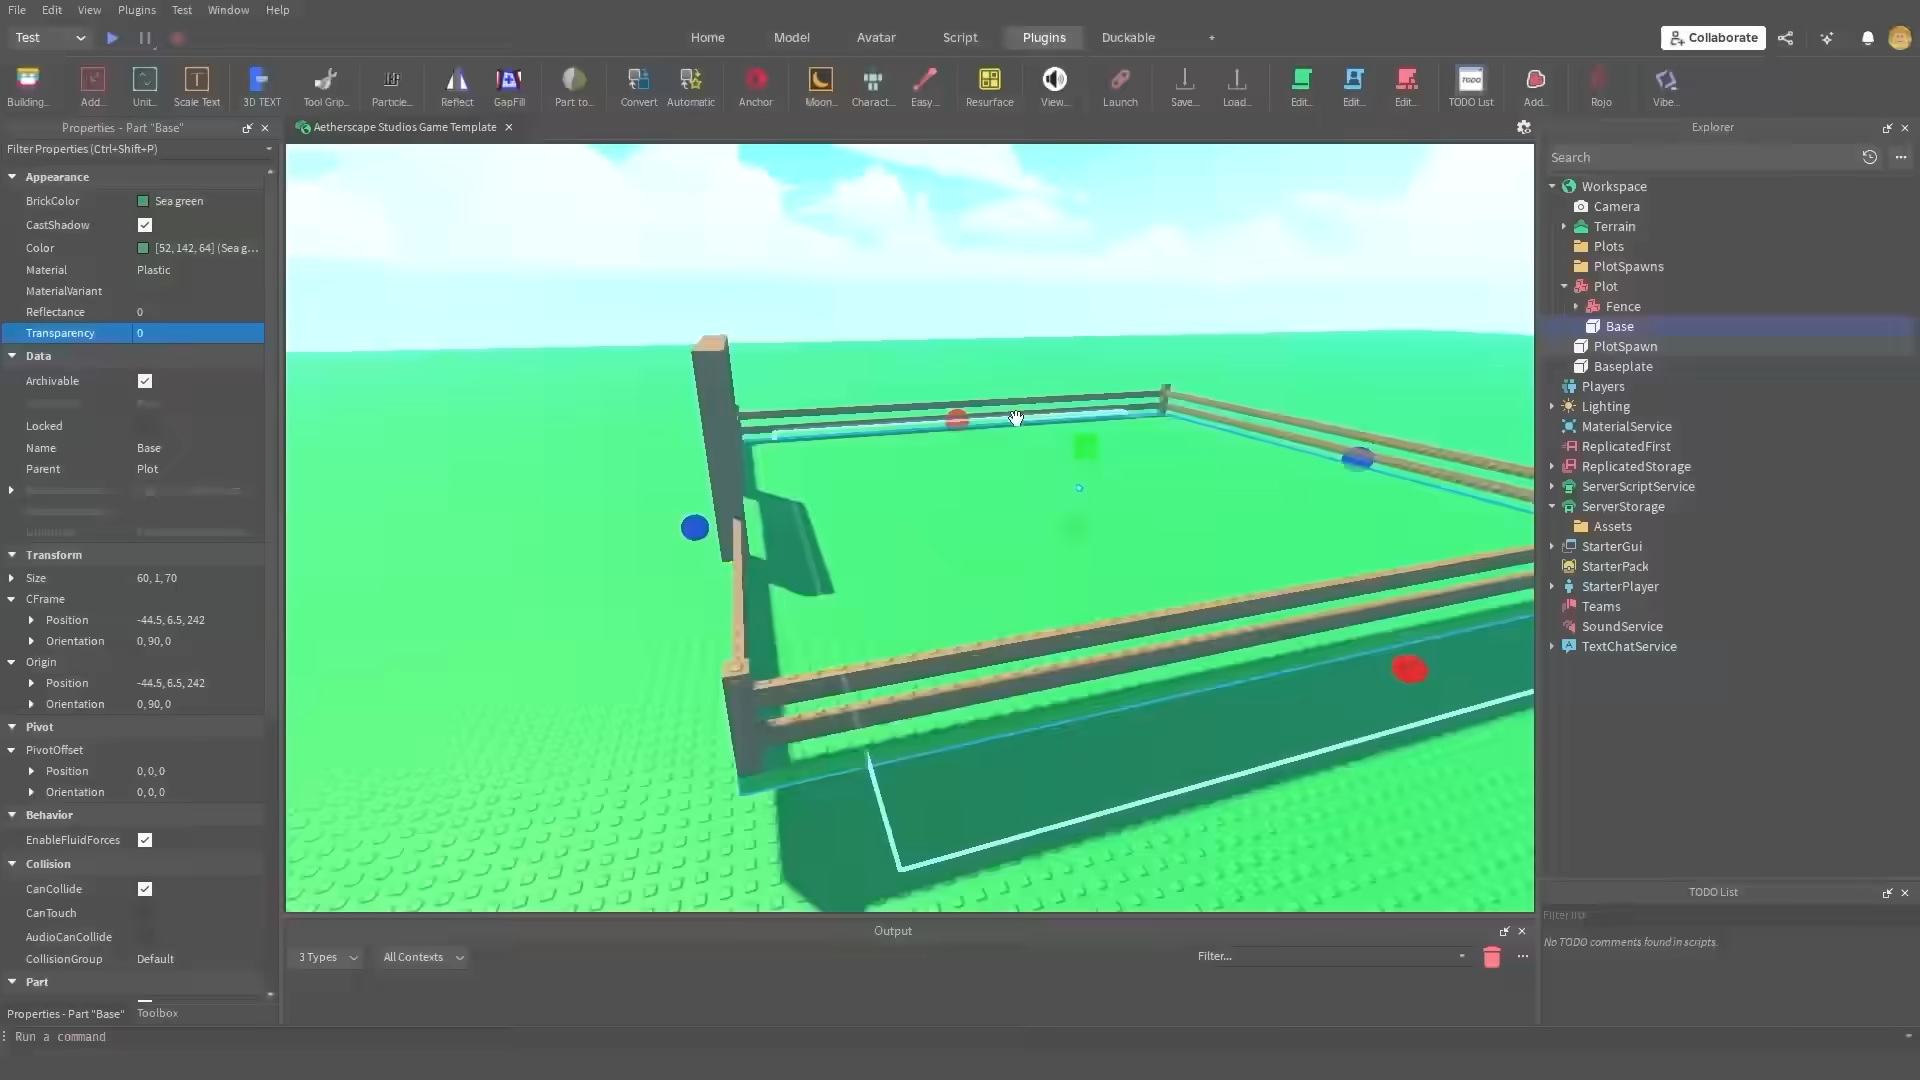 File Edit View Plugins Test Window Help
Test
Home Model Avatar Script Plugins Duckable +
Collaborate
Building... Add... Unit... Scale Text 3D TEXT Tool Grip... Particle... Reflect GapFill Part to... Convert Automatic Anchor Moon... Charact... Easy... Resurface View... Launch Save... Load... Edit... Edit... Edit... TODO List Add... Rojo Vibe...
TODO
Properties - Part "Base"
Aetherscape Studios Game Template
Explorer
Filter Properties (Ctrl+Shift+P)
Appearance
BrickColor Sea green
CastShadow
Color [52, 142, 64] (Sea g...
Material Plastic
MaterialVariant
Reflectance 0
Transparency 0
Data
Archivable
Locked
Name Base
Parent Plot
Transform
Size 60, 1, 70
CFrame
Position -44.5, 6.5, 242
Orientation 0, 90, 0
Origin
Position -44.5, 6.5, 242
Orientation 0, 90, 0
Pivot
PivotOffset
Position 0, 0, 0
Orientation 0, 0, 0
Behavior
EnableFluidForces
Collision
CanCollide
CanTouch
AudioCanCollide
CollisionGroup Default
Part
Properties - Part "Base" Toolbox
Run a command
Output
3 Types All Contexts Filter...
Search
Workspace
Camera
Terrain
Plots
PlotSpawns
Plot
Fence
Base
PlotSpawn
Baseplate
Players
Lighting
MaterialService
ReplicatedFirst
ReplicatedStorage
ServerScriptService
ServerStorage
Assets
StarterGui
StarterPack
StarterPlayer
Teams
SoundService
TextChatService
TODO List
No TODO comments found in scripts.